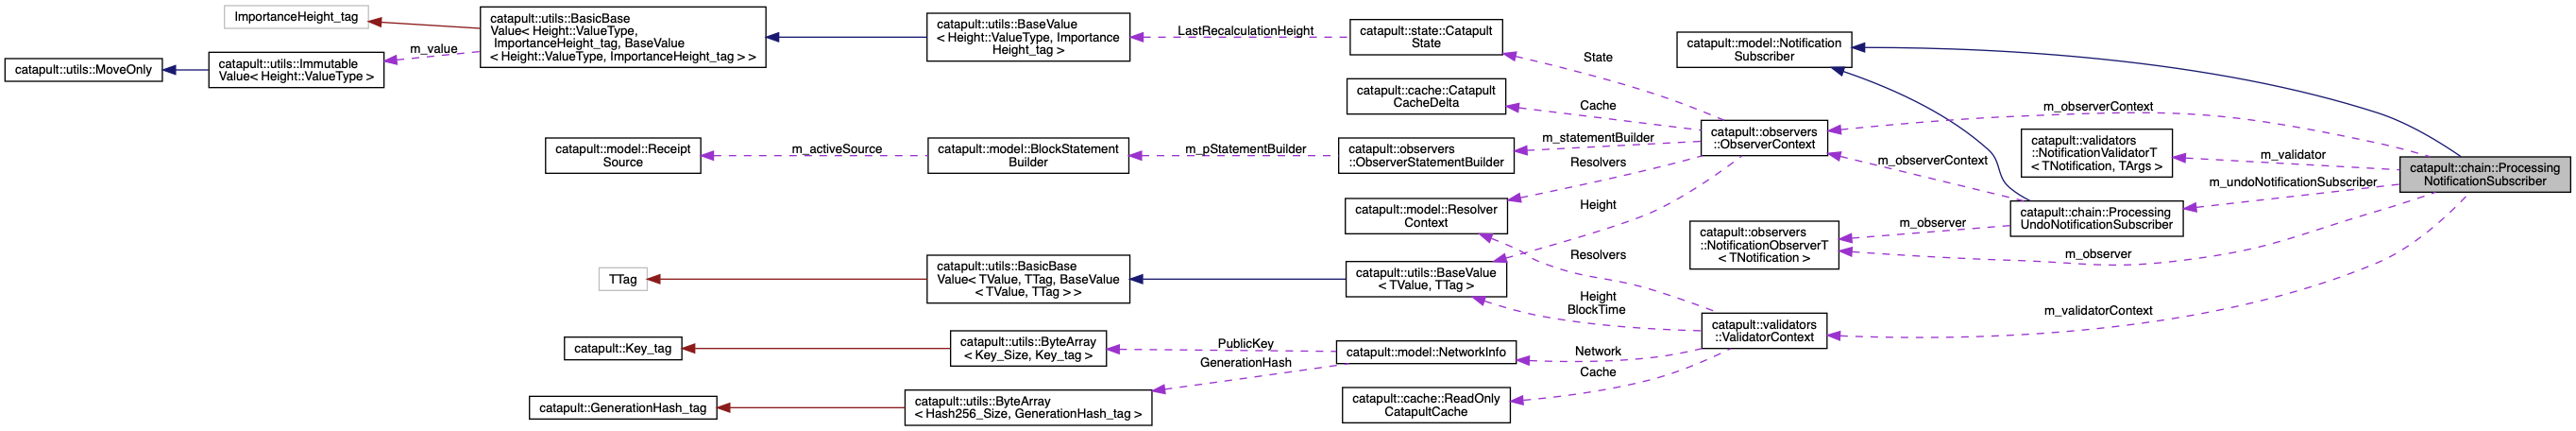 ImportanceHeight_tag
catapult::utils::MoveOnly
catapult::utils::Immutable
Value< Height::ValueType >
m_value
catapult::utils::BasicBase
Value< Height::ValueType,
ImportanceHeight_tag, BaseValue
< Height::ValueType, ImportanceHeight_tag > >
catapult::utils::BaseValue
< Height::ValueType, Importance
Height_tag >
LastRecalculationHeight
catapult::state::Catapult
State
State
catapult::cache::Catapult
CacheDelta
Cache
catapult::model::Receipt
Source
m_activeSource
catapult::model::BlockStatement
Builder
m_pStatementBuilder
catapult::observers
::ObserverStatementBuilder
m_statementBuilder
Resolvers
catapult::model::Resolver
Context
Height
Resolvers
TTag
catapult::utils::BasicBase
Value< TValue, TTag, BaseValue
< TValue, TTag > >
catapult::utils::BaseValue
< TValue, TTag >
Height
BlockTime
catapult::Key_tag
catapult::utils::ByteArray
< Key_Size, Key_tag >
PublicKey
GenerationHash
catapult::model::NetworkInfo
Network
Cache
catapult::GenerationHash_tag
catapult::utils::ByteArray
< Hash256_Size, GenerationHash_tag >
catapult::cache::ReadOnly
CatapultCache
catapult::model::Notification
Subscriber
catapult::observers
::ObserverContext
m_observerContext
catapult::validators
::NotificationValidatorT
< TNotification, TArgs >
m_validator
m_observerContext
m_undoNotificationSubscriber
catapult::chain::Processing
NotificationSubscriber
catapult::chain::Processing
UndoNotificationSubscriber
catapult::observers
::NotificationObserverT
< TNotification >
m_observer
m_observer
catapult::validators
::ValidatorContext
m_validatorContext